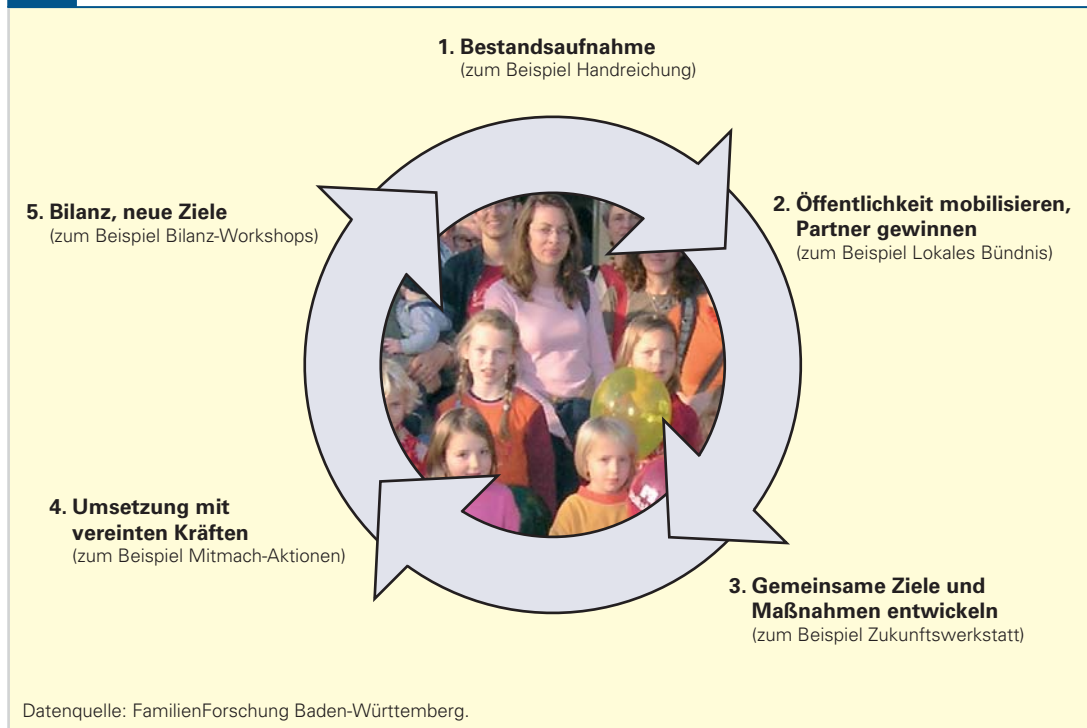 1. Bestandsaufnahme
(zum Beispiel Handreichung)
2. Öffentlichkeit mobilisieren,
Partner gewinnen
(zum Beispiel Lokales Bündnis)
3. Gemeinsame Ziele und
Maßnahmen entwickeln
(zum Beispiel Zukunftswerkstatt)
4. Umsetzung mit
vereinten Kräften
(zum Beispiel Mitmach-Aktionen)
5. Bilanz, neue Ziele
(zum Beispiel Bilanz-Workshops)
Datenquelle: FamilienForschung Baden-Württemberg.